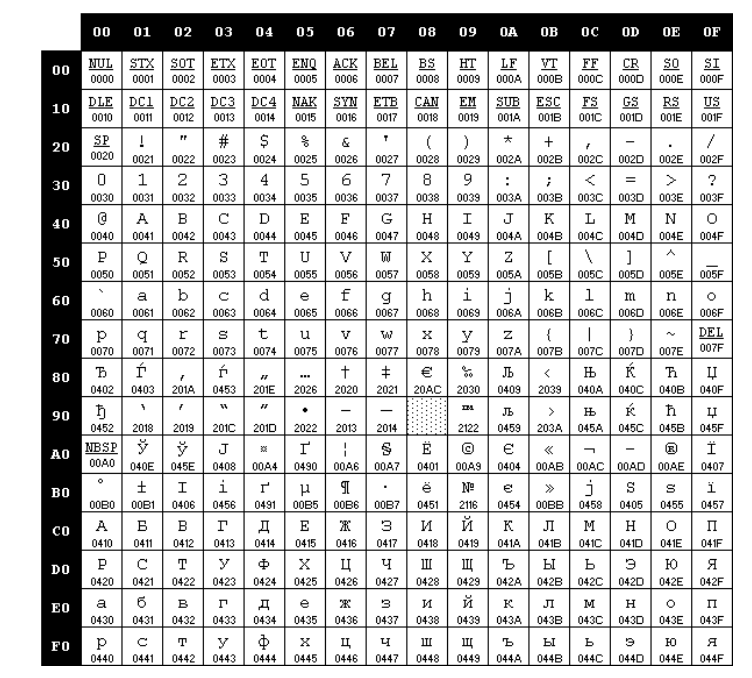 00 01 02 03 04 05 06 07 08 09 0A 0B 0C 0D 0E 0F
00 NUL STX SOT ETX EOT ENQ ACK BEL BS HT LF VT FF CR SO SI
0000 0001 0002 0003 0004 0005 0006 0007 0008 0009 000A 000B 000C 000D 000E 000F
10 DLE DC1 DC2 DC3 DC4 NAK SYN ETB CAN EM SUB ESC FS GS RS US
0010 0011 0012 0013 0014 0015 0016 0017 0018 0019 001A 001B 001C 001D 001E 001F
20 SP ! " # $ % & ' ( ) * + , - . /
0020 0021 0022 0023 0024 0025 0026 0027 0028 0029 002A 002B 002C 002D 002E 002F
30 0 1 2 3 4 5 6 7 8 9 : ; < = > ?
0030 0031 0032 0033 0034 0035 0036 0037 0038 0039 003A 003B 003C 003D 003E 003F
40 @ A B C D E F G H I J K L M N O
0040 0041 0042 0043 0044 0045 0046 0047 0048 0049 004A 004B 004C 004D 004E 004F
50 P Q R S T U V W X Y Z [ \ ] ^ _
0050 0051 0052 0053 0054 0055 0056 0057 0058 0059 005A 005B 005C 005D 005E 005F
60 ` a b c d e f g h i j k l m n o
0060 0061 0062 0063 0064 0065 0066 0067 0068 0069 006A 006B 006C 006D 006E 006F
70 p q r s t u v w x y z { | } ~ DEL
0070 0071 0072 0073 0074 0075 0076 0077 0078 0079 007A 007B 007C 007D 007E 007F
80 Ђ Ѓ ‚ ѓ „ … † ‡ € ‰ Љ ‹ Њ Ќ Ћ Џ
0402 0403 201A 0453 201E 2026 2020 2021 20AC 2030 0409 2039 040A 040C 040B 040F
90 ђ ‘ ’ “ ” • – — ™ љ › њ ќ ћ џ
0452 2018 2019 201C 201D 2022 2013 2014 2122 0459 203A 045A 045C 045B 045F
A0 NBSP Ў ў Ј ¤ Ґ ¦ § Ё © Є « ¬ - ® Ї
00A0 040E 045E 0408 00A4 0490 00A6 00A7 0401 00A9 0404 00AB 00AC 00AD 00AE 0407
B0 ° ± І і ґ µ ¶ · ё № є » ј Ѕ ѕ ї
00B0 00B1 0406 0456 0491 00B5 00B6 00B7 0451 2116 0454 00BB 0458 0405 0455 0457
C0 А Б В Г Д Е Ж З И Й К Л М Н О П
0410 0411 0412 0413 0414 0415 0416 0417 0418 0419 041A 041B 041C 041D 041E 041F
D0 Р С Т У Ф Х Ц Ч Ш Щ Ъ Ы Ь Э Ю Я
0420 0421 0422 0423 0424 0425 0426 0427 0428 0429 042A 042B 042C 042D 042E 042F
E0 а б в г д е ж з и й к л м н о п
0430 0431 0432 0433 0434 0435 0436 0437 0438 0439 043A 043B 043C 043D 043E 043F
F0 р с т у ф х ц ч ш щ ъ ы ь э ю я
0440 0441 0442 0443 0444 0445 0446 0447 0448 0449 044A 044B 044C 044D 044E 044F